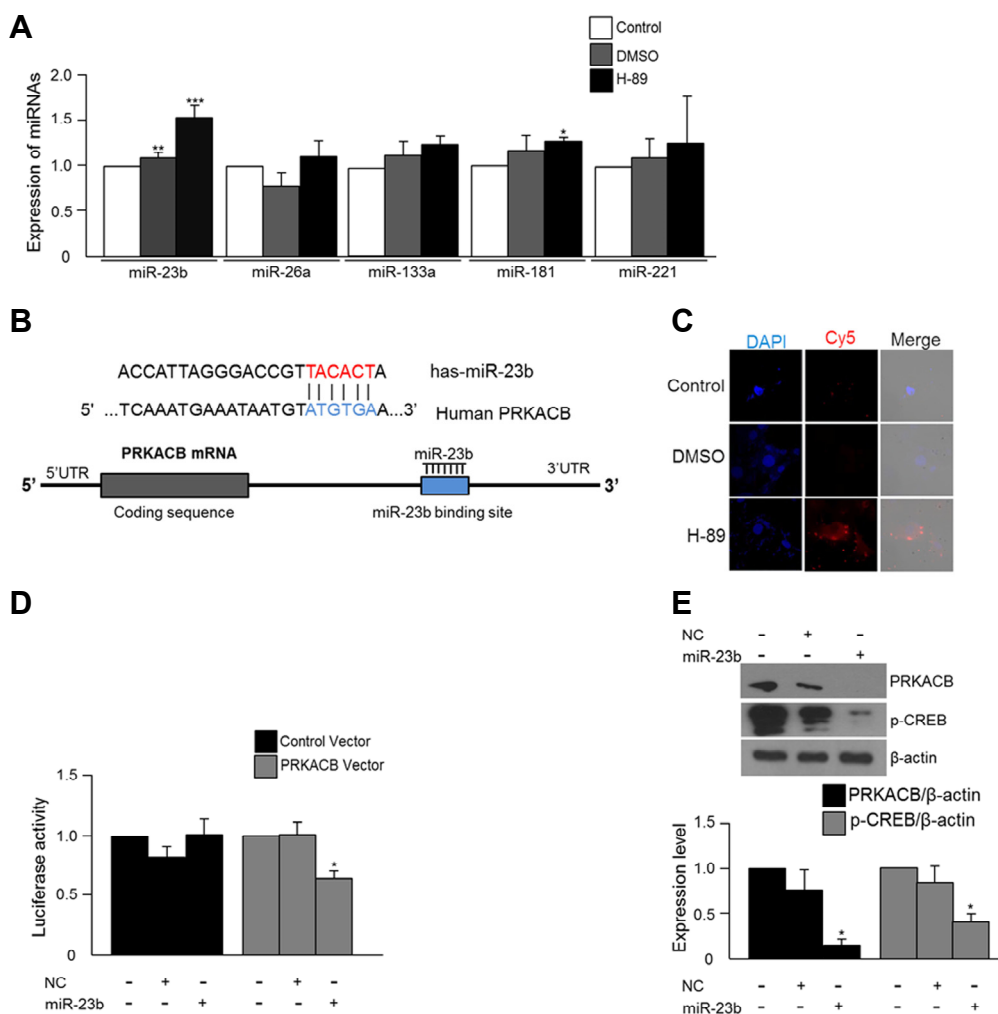 A
Control
DMSO
H-89
Expression of miRNAs
2.0
1.5
1.0
0.5
0
**
***
*
miR-23b
miR-26a
miR-133a
miR-181
miR-221
B
ACCATTAGGGACCGTTACACTA
has-miR-23b
5' ...TCAAATGAAATAATGTATGTGAA...3'
Human PRKACB
PRKACB mRNA
miR-23b
5'UTR
3'UTR
5'
3'
Coding sequence
miR-23b binding site
C
DAPI
Cy5
Merge
Control
DMSO
H-89
D
Control Vector
PRKACB Vector
Luciferase activity
1.5
1.0
0.5
0
*
NC - + - - + -
miR-23b - - + - - +
E
NC - + -
miR-23b - - +
PRKACB
p-CREB
β-actin
PRKACB/β-actin
p-CREB/β-actin
Expression level
1.5
1.0
0.5
0
*
*
NC - + - - + -
miR-23b - - + - - +